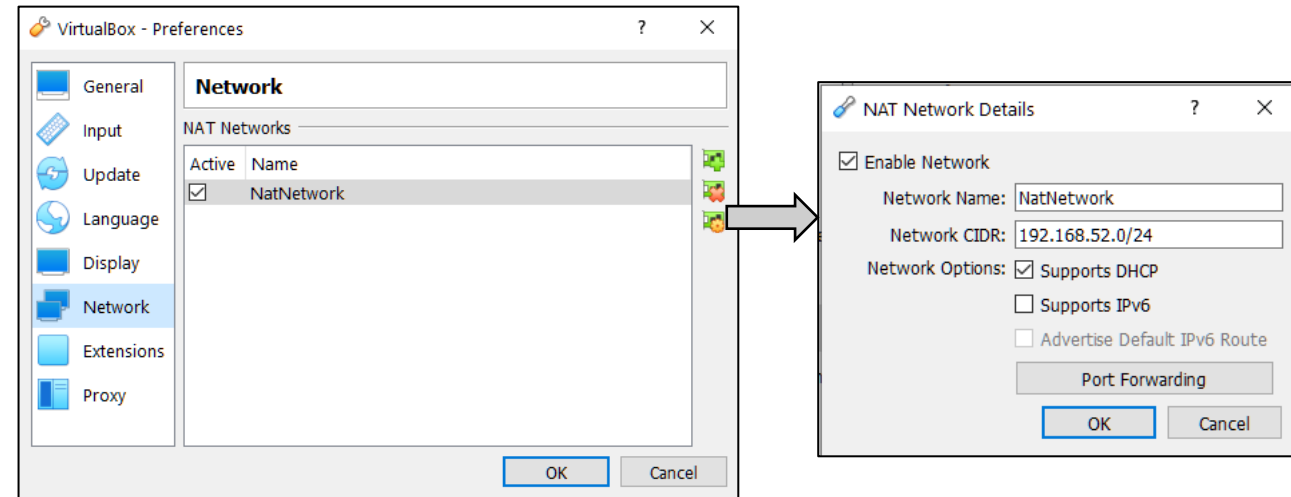 VirtualBox - Preferences ?
General
Input
Update
Language
Display
Network
Extensions
Proxy
Network
NAT Networks
Active Name
NatNetwork
OK Cancel
NAT Network Details ?
Enable Network
Network Name: NatNetwork
Network CIDR: 192.168.52.0/24
Network Options: Supports DHCP
Supports IPv6
Advertise Default IPv6 Route
Port Forwarding
OK Cancel